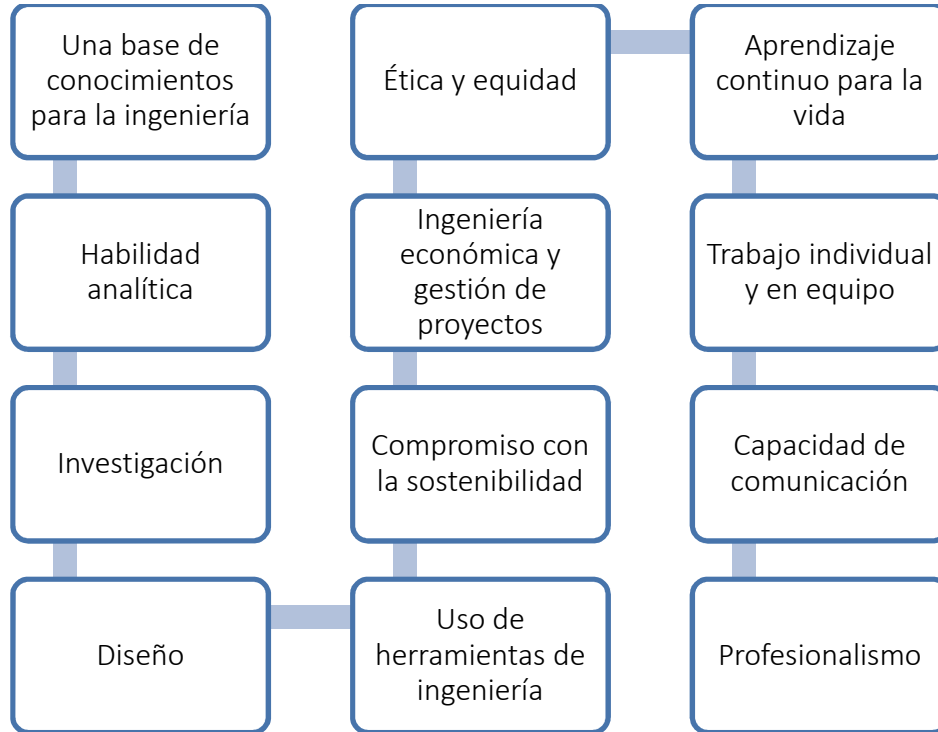 Una base de
conocimientos
para la ingeniería
Habilidad
analítica
Investigación
Diseño
Uso de
herramientas de
ingeniería
Compromiso con
la sostenibilidad
Ingeniería
económica y
gestión de
proyectos
Ética y equidad
Aprendizaje
continuo para la
vida
Trabajo individual
y en equipo
Capacidad de
comunicación
Profesionalismo